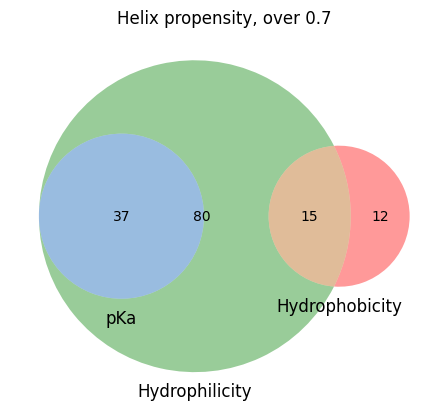 Helix propensity, over 0.7
37
80
15
12
Hydrophobicity
pKa
Hydrophilicity